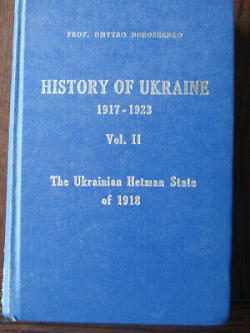 PROF. DMYTRO DOROSHENKO
HISTORY OF UKRAINE
1917-1923
Vol. II
The Ukrainian Hetman State
of 1918